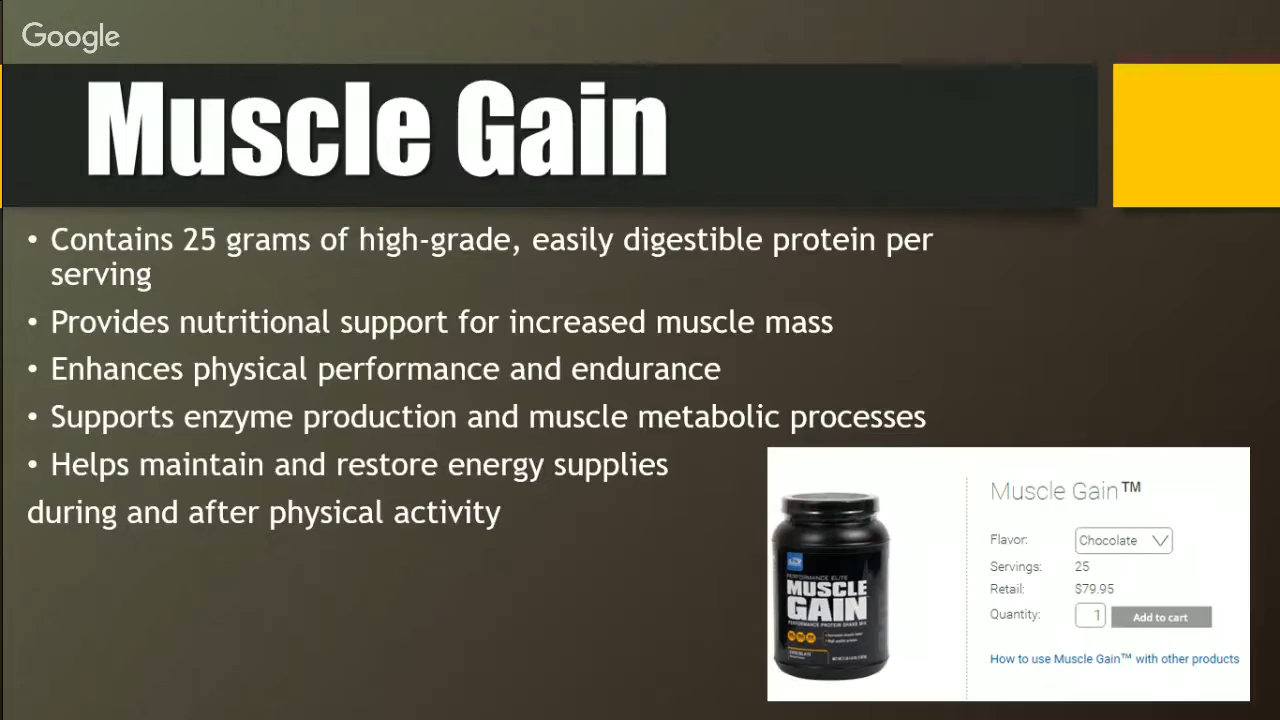 Google
Muscle Gain
• Contains 25 grams of high-grade, easily digestible protein per
serving
• Provides nutritional support for increased muscle mass
• Enhances physical performance and endurance
• Supports enzyme production and muscle metabolic processes
• Helps maintain and restore energy supplies
during and after physical activity
Muscle Gain™
Flavor: Chocolate
Servings: 25
Retail: $79.95
Quantity: 1 Add to cart
How to use Muscle Gain™ with other products
PERFORMANCE ELITE
MUSCLE
GAIN
PERFORMANCE PROTEIN SHAKE MIX
CHOCOLATE